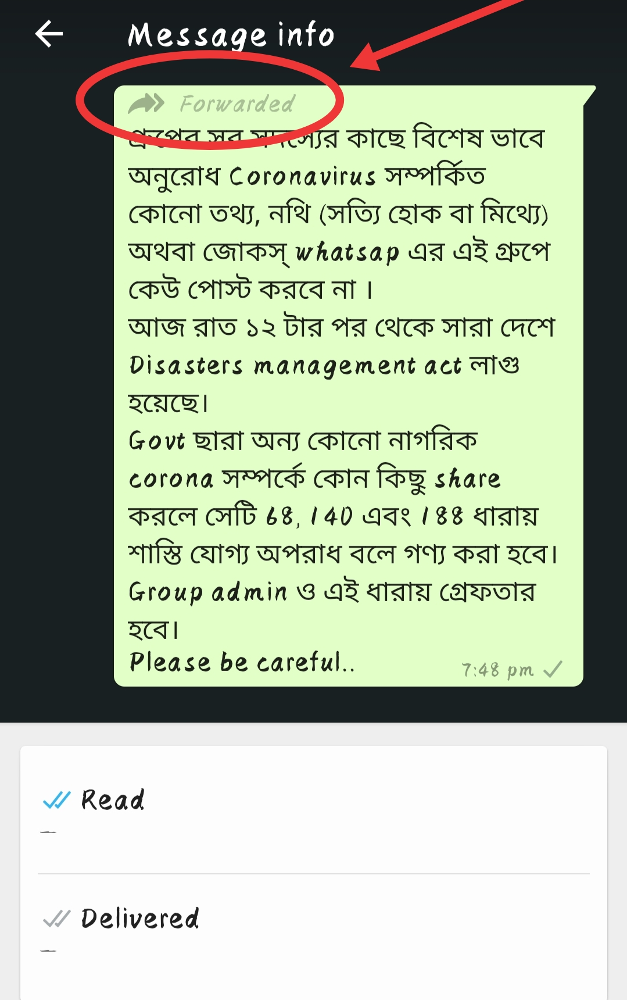 Message info
Forwarded
গ্রুপের সব সদস্যের কাছে বিশেষ ভাবে
অনুরোধ Coronavirus সম্পর্কিত
কোনো তথ্য, নথি (সত্যি হোক বা মিথ্যে)
অথবা জোকস্ whatsap এর এই গ্রুপে
কেউ পোস্ট করবে না ।
আজ রাত ১২ টার পর থেকে সারা দেশে
Disasters management act লাগু
হয়েছে।
Govt ছারা অন্য কোনো নাগরিক
corona সম্পর্কে কোন কিছু share
করলে সেটি 68, 140 এবং 188 ধারায়
শাস্তি যোগ্য অপরাধ বলে গণ্য করা হবে।
Group admin ও এই ধারায় গ্রেফতার
হবে।
Please be careful..
7:48 pm
Read
—
Delivered
—